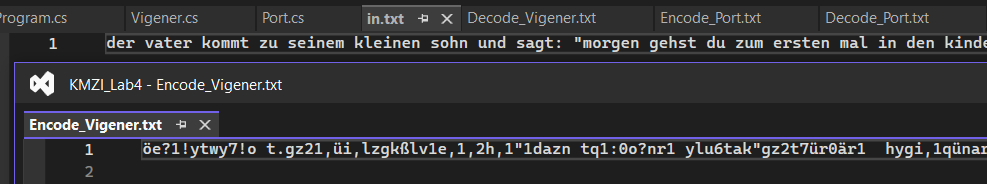 Program.cs Vigener.cs Port.cs in.txt Decode_Vigener.txt Encode_Port.txt Decode_Port.txt
1 der vater kommt zu seinem kleinen sohn und sagt: "morgen gehst du zum ersten mal in den kinde
KMZI_Lab4 - Encode_Vigener.txt
Encode_Vigener.txt
1 öe?1!ytwy7!o t.gz21,üi,lzgkßlv1e,1,2h,1"1dazn tq1:0o?nr1 ylu6tak"gz2t7ür0är1  hygi,1qünar
2